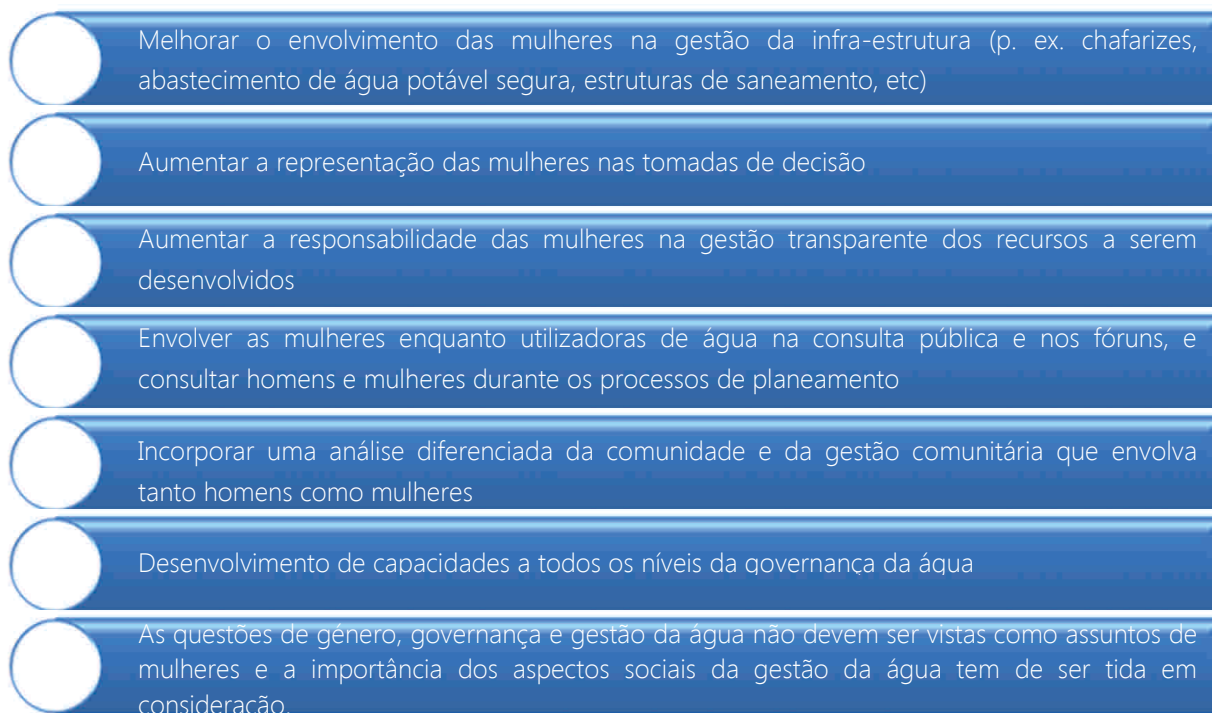 Melhorar o envolvimento das mulheres na gestão da infra-estrutura (p. ex. chafarizes,
abastecimento de água potável segura, estruturas de saneamento, etc)
Aumentar a representação das mulheres nas tomadas de decisão
Aumentar a responsabilidade das mulheres na gestão transparente dos recursos a serem
desenvolvidos
Envolver as mulheres enquanto utilizadoras de água na consulta pública e nos fóruns, e
consultar homens e mulheres durante os processos de planeamento
Incorporar uma análise diferenciada da comunidade e da gestão comunitária que envolva
tanto homens como mulheres
Desenvolvimento de capacidades a todos os níveis da governança da água
As questões de género, governança e gestão da água não devem ser vistas como assuntos de
mulheres e a importância dos aspectos sociais da gestão da água tem de ser tida em
consideração.